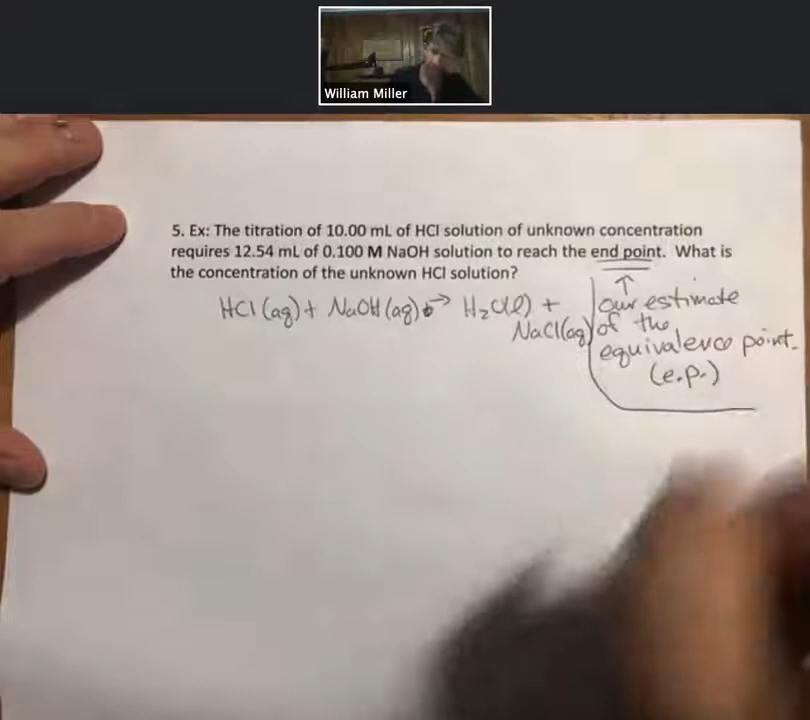 William Miller
5. Ex: The titration of 10.00 mL of HCl solution of unknown concentration
requires 12.54 mL of 0.100 M NaOH solution to reach the end point. What is
the concentration of the unknown HCl solution?
HCl (aq) + NaOH (aq) → H₂O(l) +
NaCl(aq)
↑
our estimate
of the
equivalence point.
(e.p.)